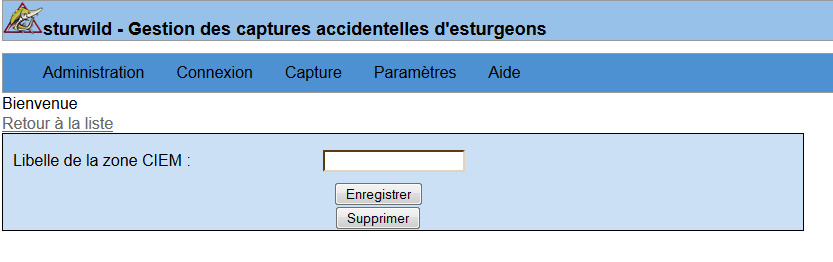 sturwild - Gestion des captures accidentelles d'esturgeons
Administration Connexion Capture Paramètres Aide
Bienvenue
Retour à la liste
Libelle de la zone CIEM :
Enregistrer
Supprimer